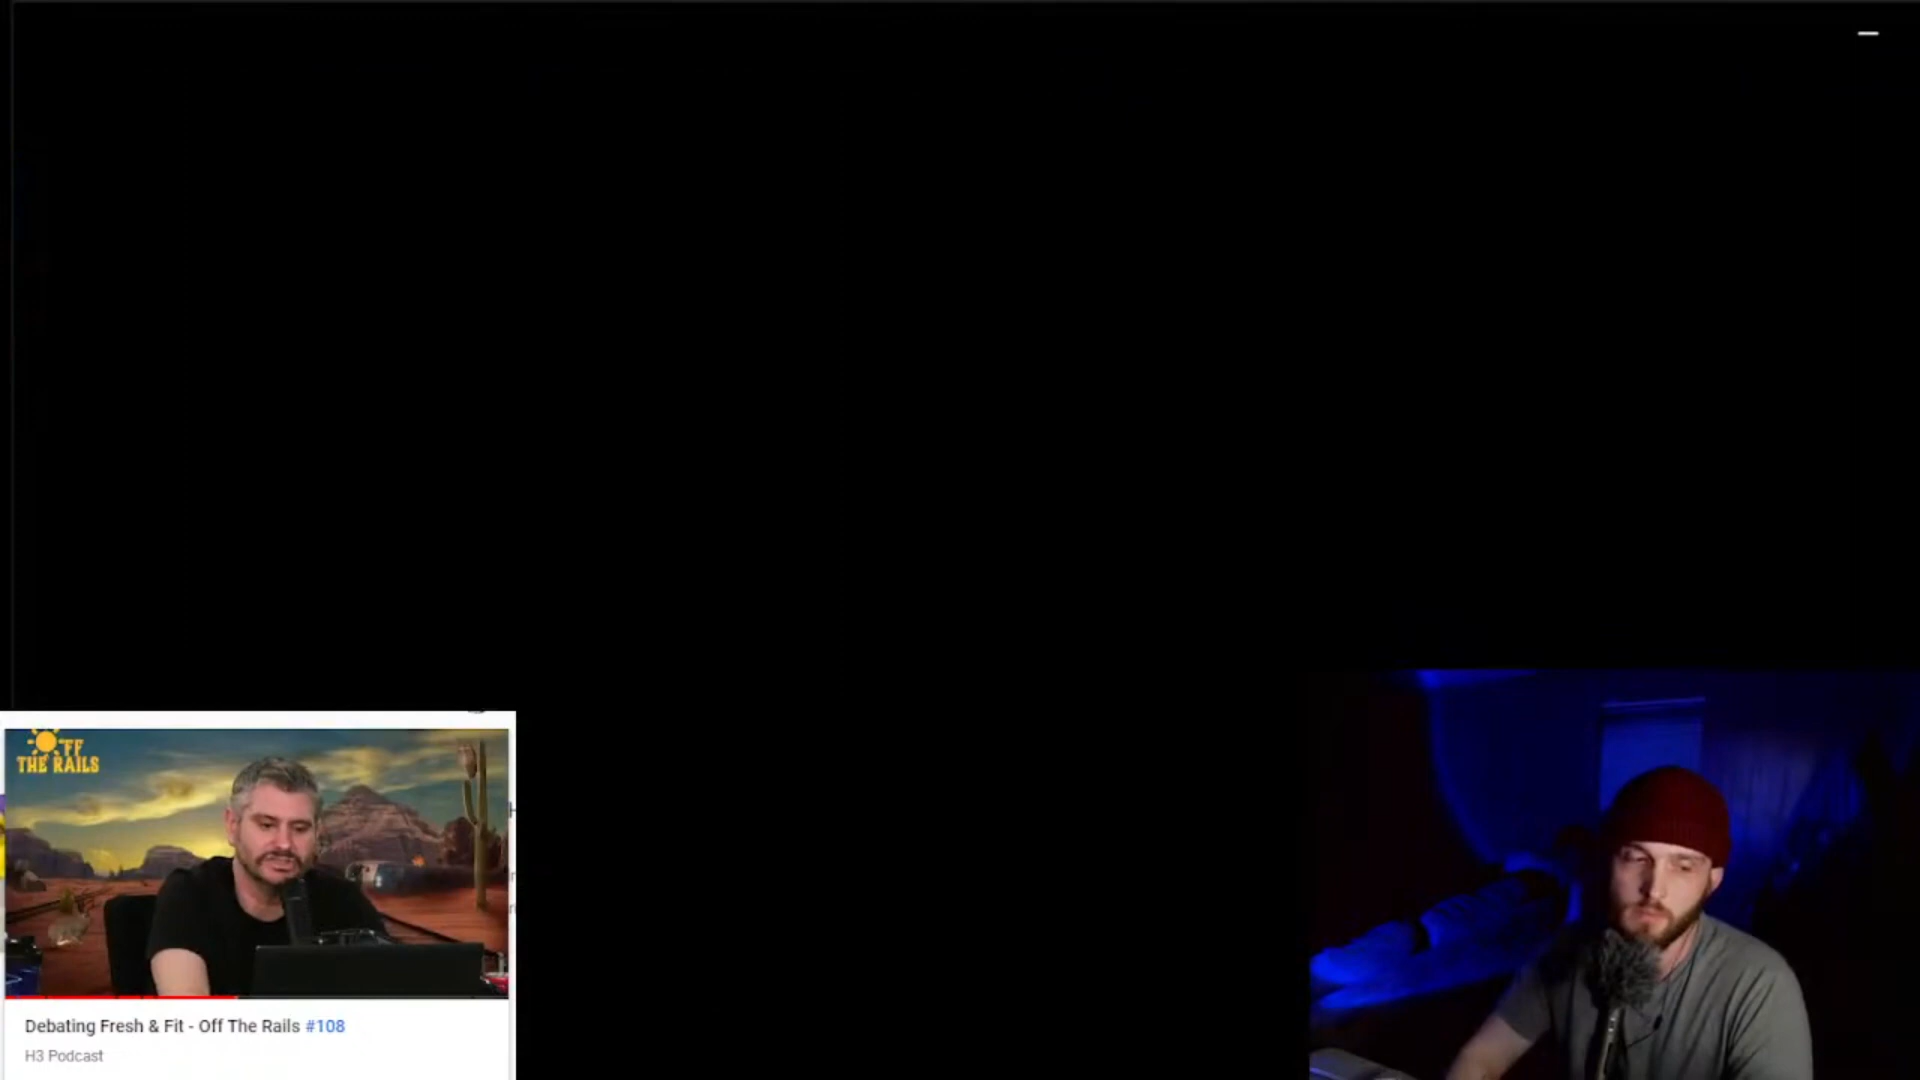 OFF
THE RAILS
Debating Fresh & Fit - Off The Rails #108
H3 Podcast